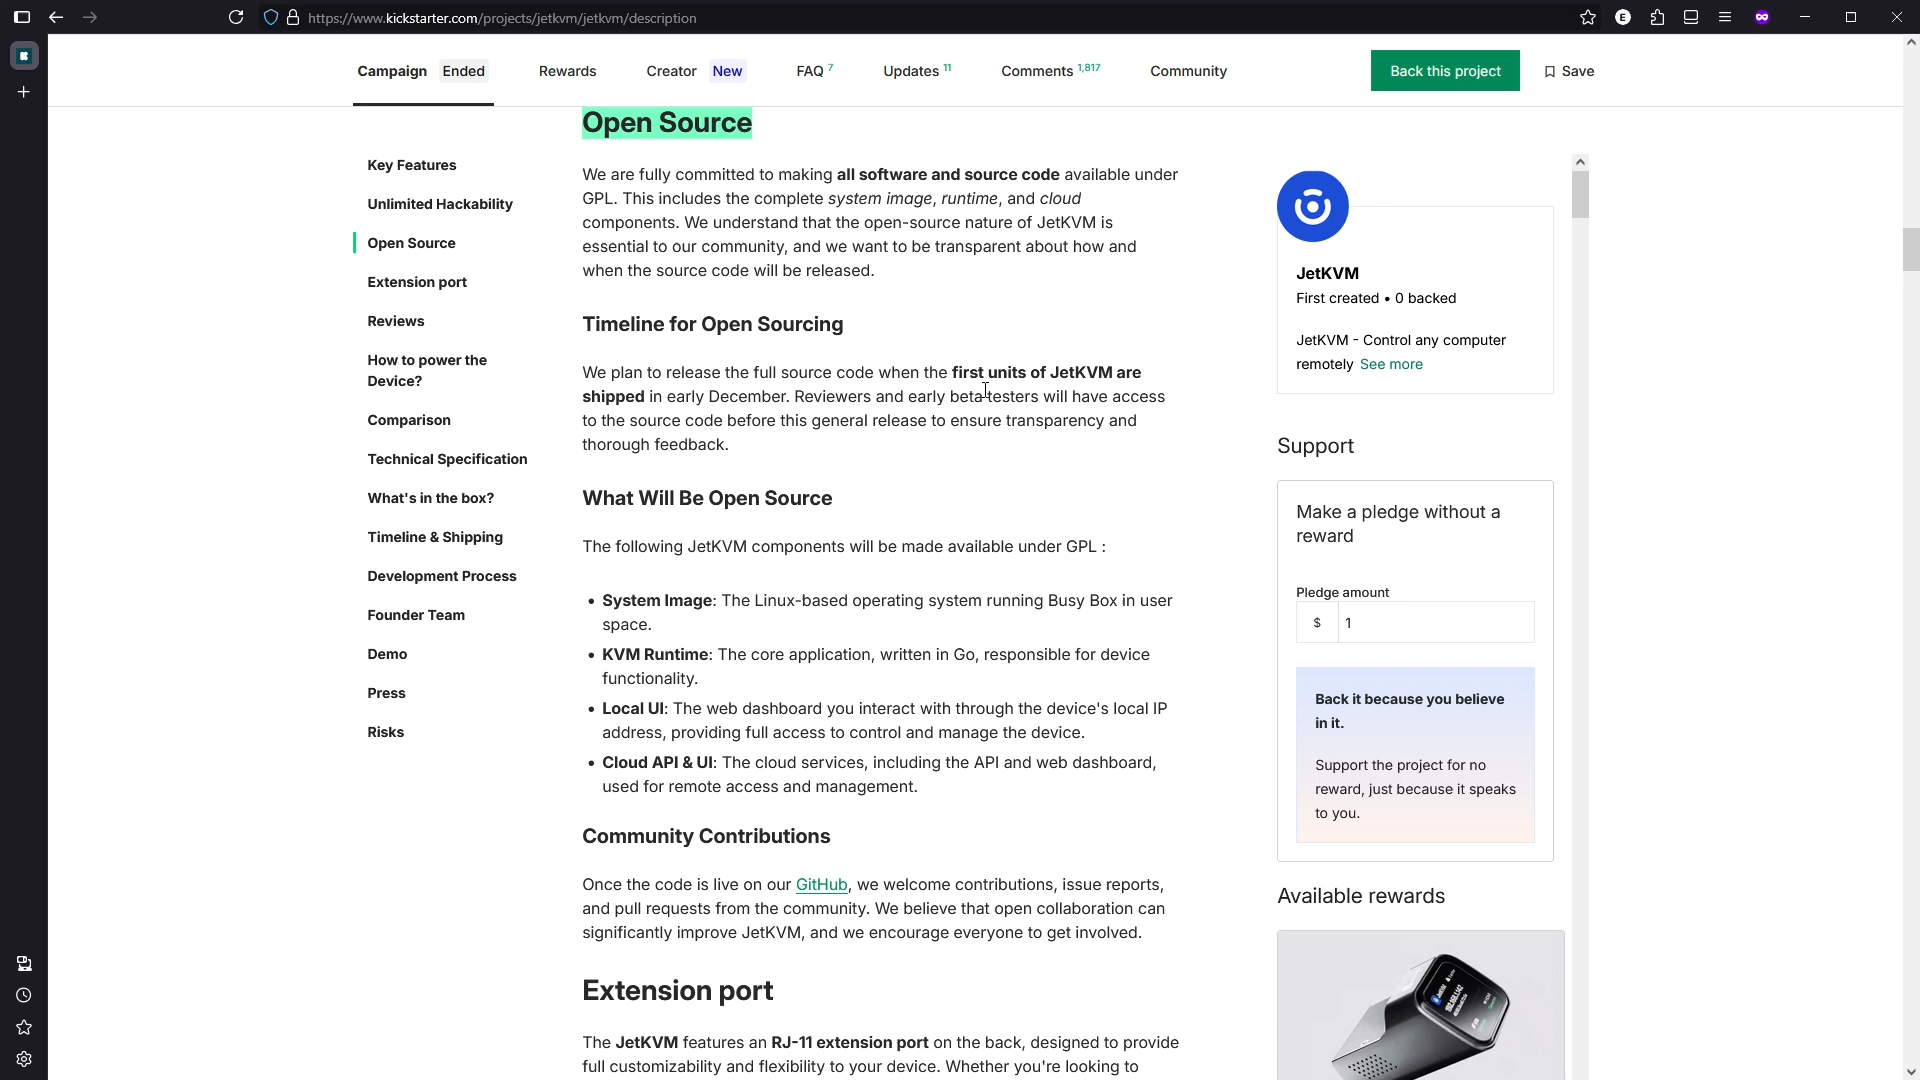 https://www.kickstarter.com/projects/jetkvm/jetkvm/description
Campaign Ended Rewards Creator New FAQ 7 Updates 11 Comments 1,817 Community Back this project Save
Key Features
Unlimited Hackability
Open Source
Extension port
Reviews
How to power the
Device?
Comparison
Technical Specification
What's in the box?
Timeline & Shipping
Development Process
Founder Team
Demo
Press
Risks
Open Source
We are fully committed to making all software and source code available under
GPL. This includes the complete system image, runtime, and cloud
components. We understand that the open-source nature of JetKVM is
essential to our community, and we want to be transparent about how and
when the source code will be released.
Timeline for Open Sourcing
We plan to release the full source code when the first units of JetKVM are
shipped in early December. Reviewers and early beta testers will have access
to the source code before this general release to ensure transparency and
thorough feedback.
What Will Be Open Source
The following JetKVM components will be made available under GPL :
• System Image: The Linux-based operating system running Busy Box in user
space.
• KVM Runtime: The core application, written in Go, responsible for device
functionality.
• Local UI: The web dashboard you interact with through the device's local IP
address, providing full access to control and manage the device.
• Cloud API & UI: The cloud services, including the API and web dashboard,
used for remote access and management.
Community Contributions
Once the code is live on our GitHub, we welcome contributions, issue reports,
and pull requests from the community. We believe that open collaboration can
significantly improve JetKVM, and we encourage everyone to get involved.
Extension port
The JetKVM features an RJ-11 extension port on the back, designed to provide
full customizability and flexibility to your device. Whether you're looking to
JetKVM
First created • 0 backed
JetKVM - Control any computer
remotely See more
Support
Make a pledge without a
reward
Pledge amount
$ 1
Back it because you believe
in it.
Support the project for no
reward, just because it speaks
to you.
Available rewards